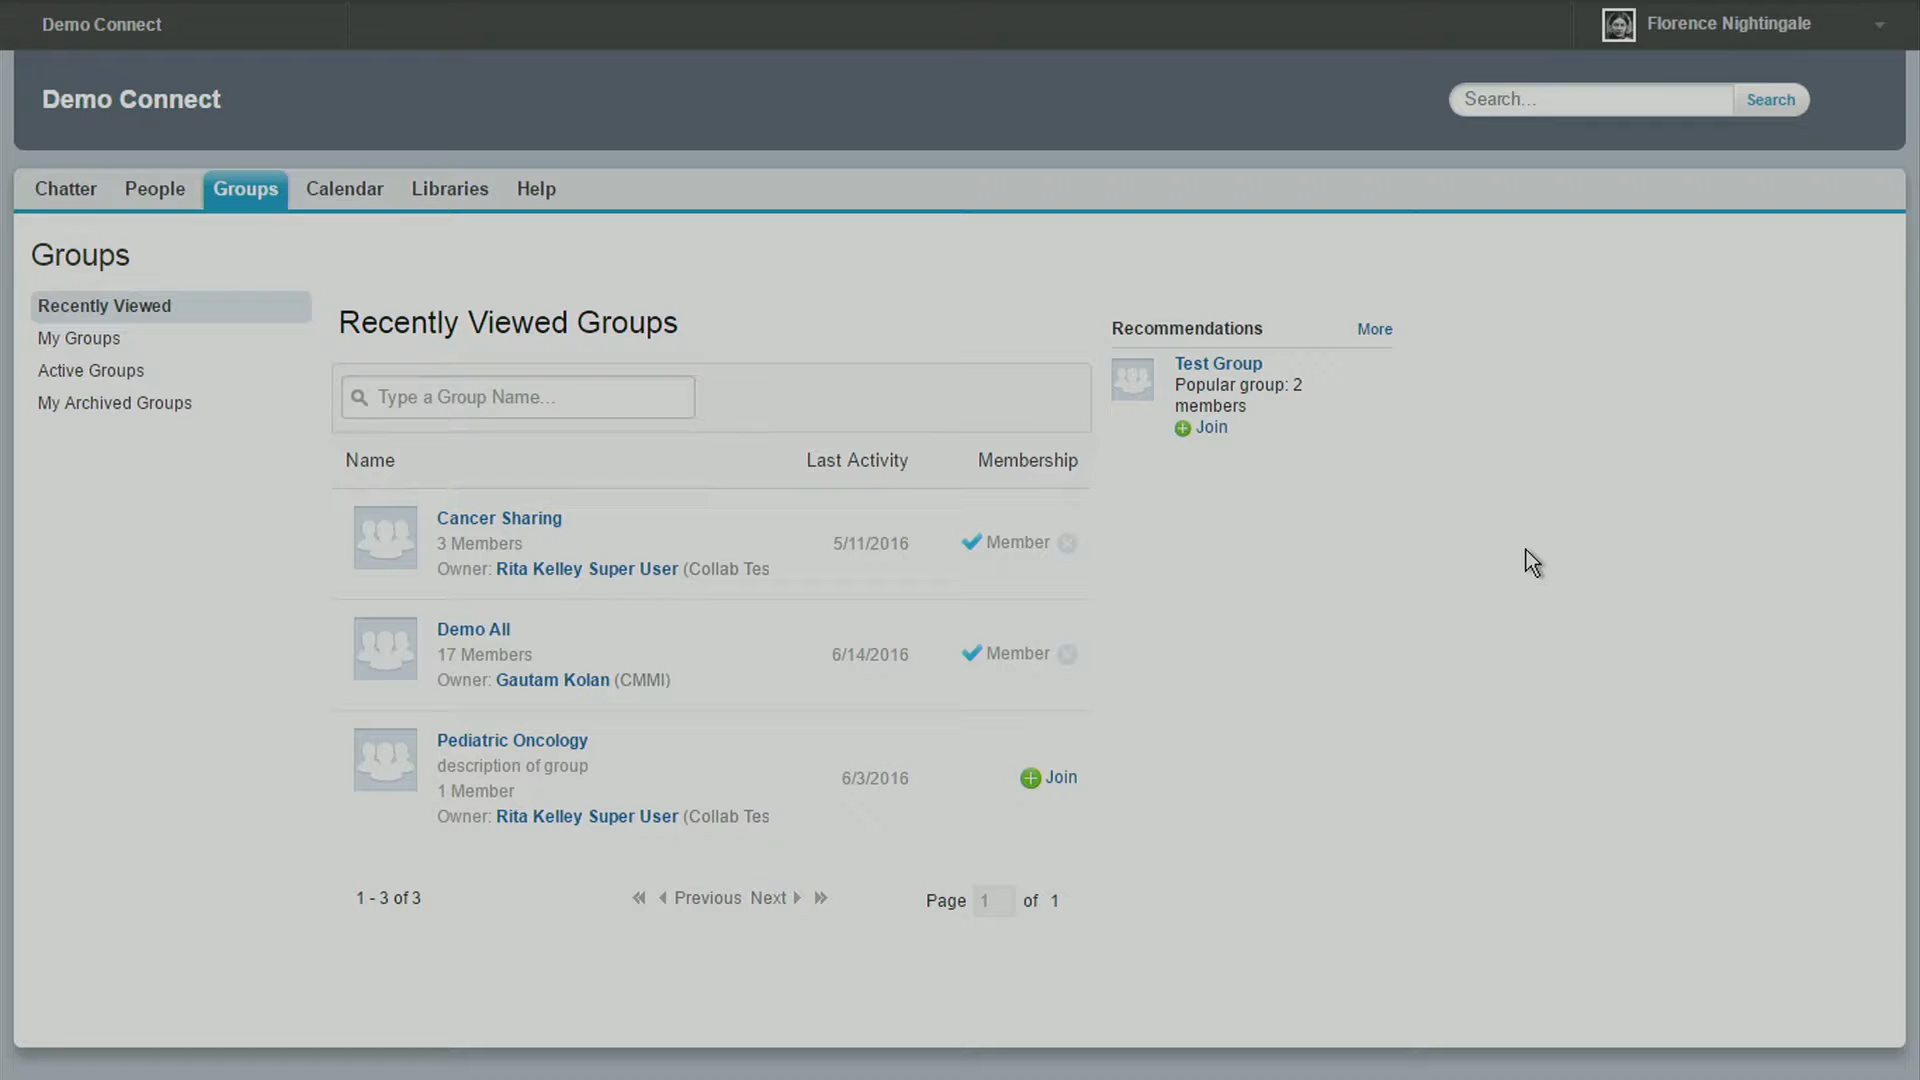 Demo Connect
Florence Nightingale
Demo Connect
Search...
Search
Chatter People Groups Calendar Libraries Help
Groups
Recently Viewed
My Groups
Active Groups
My Archived Groups
Recently Viewed Groups
Type a Group Name...
Name Last Activity Membership
Cancer Sharing
3 Members
Owner: Rita Kelley Super User (Collab Tes
5/11/2016
Member
Demo All
17 Members
Owner: Gautam Kolan (CMMI)
6/14/2016
Member
Pediatric Oncology
description of group
1 Member
Owner: Rita Kelley Super User (Collab Tes
6/3/2016
Join
1 - 3 of 3 Previous Next Page 1 of 1
Recommendations More
Test Group
Popular group: 2
members
Join